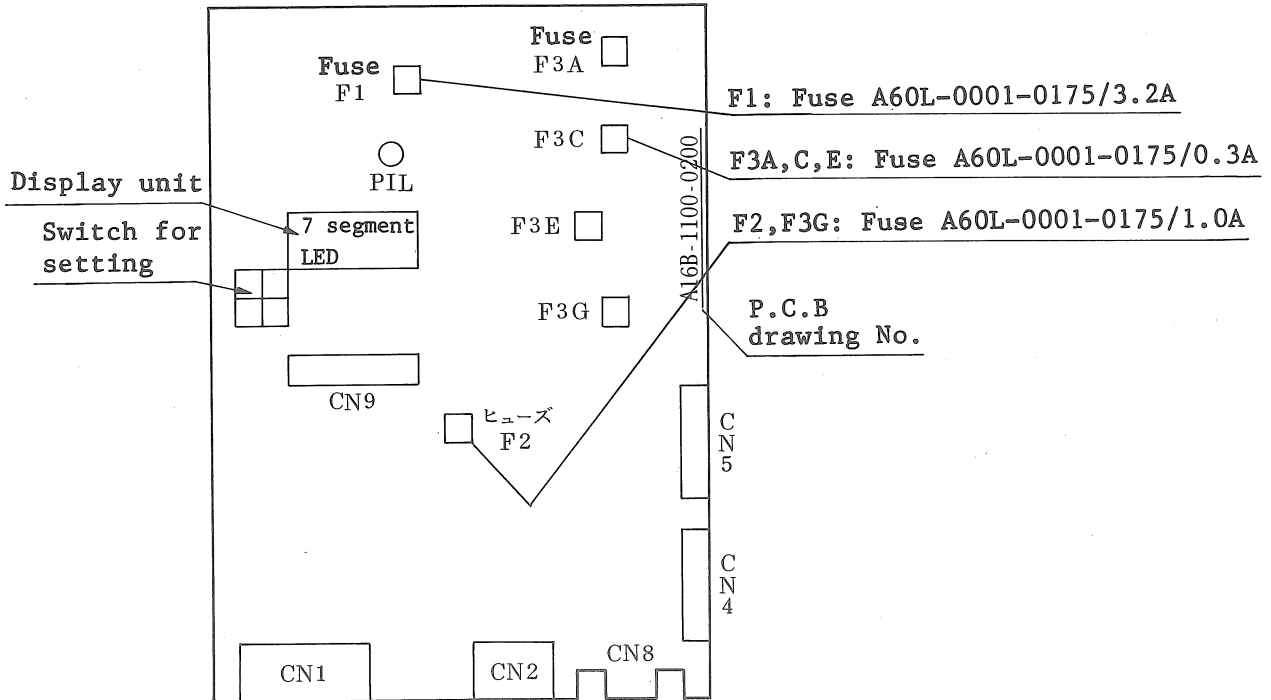 Fuse
F3A
Fuse
F1
F1: Fuse A60L-0001-0175/3.2A
F3C
F3A,C,E: Fuse A60L-0001-0175/0.3A
PIL
Display unit
7 segment
LED
Switch for
setting
F3E
F2,F3G: Fuse A60L-0001-0175/1.0A
A16B-1100-0200
F3G
P.C.B
drawing No.
CN9
ヒューズ
F2
CN5
CN4
CN1
CN2
CN8